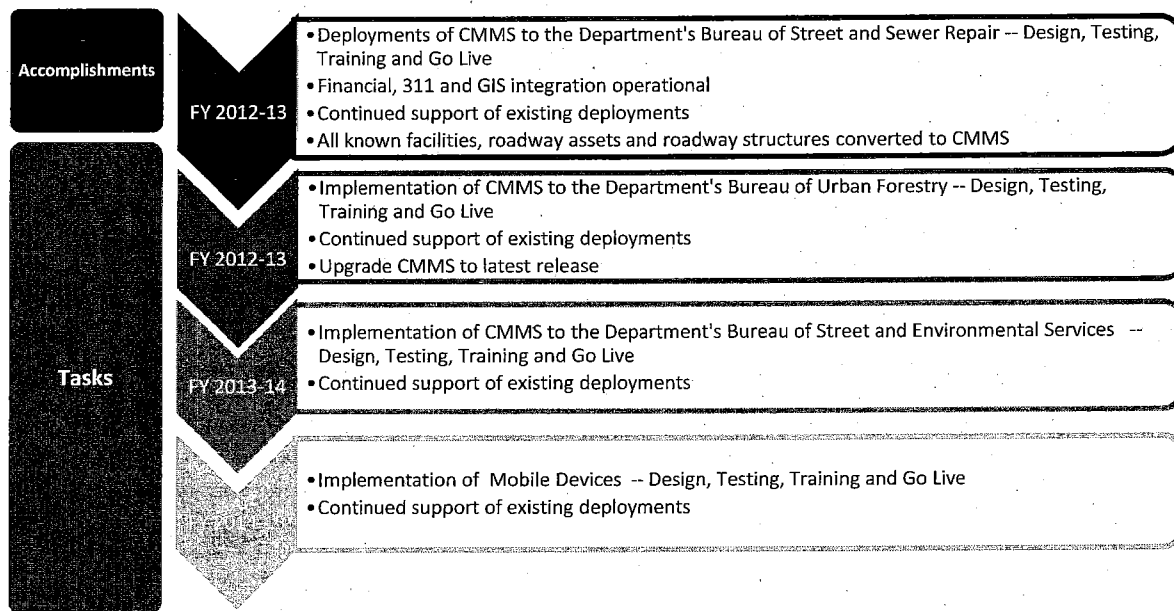 Accomplishments
FY 2012-13
•Deployments of CMMS to the Department's Bureau of Street and Sewer Repair -- Design, Testing,
Training and Go Live
•Financial, 311 and GIS integration operational
•Continued support of existing deployments
•All known facilities, roadway assets and roadway structures converted to CMMS
Tasks
FY 2012-13
•Implementation of CMMS to the Department's Bureau of Urban Forestry -- Design, Testing,
Training and Go Live
•Continued support of existing deployments
•Upgrade CMMS to latest release
FY 2013-14
•Implementation of CMMS to the Department's Bureau of Street and Environmental Services --
Design, Testing, Training and Go Live
•Continued support of existing deployments
•Implementation of Mobile Devices -- Design, Testing, Training and Go Live
•Continued support of existing deployments